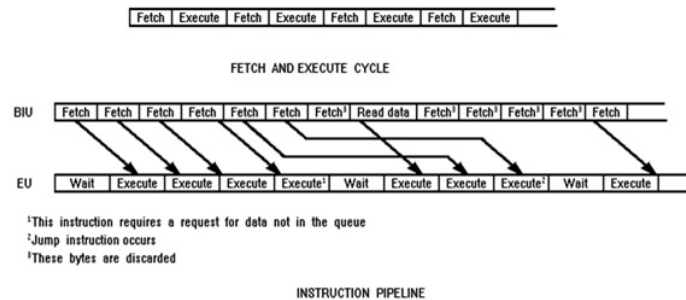 Fetch Execute Fetch Execute Fetch Execute Fetch Execute
FETCH AND EXECUTE CYCLE
BIU Fetch Fetch Fetch Fetch Fetch Fetch Fetch³ Read data Fetch³ Fetch³ Fetch³ Fetch³ Fetch
EU Wait Execute Execute Execute Execute¹ Wait Execute Execute Execute² Wait Execute
¹This instruction requires a request for data not in the queue
²Jump instruction occurs
³These bytes are discarded
INSTRUCTION PIPELINE